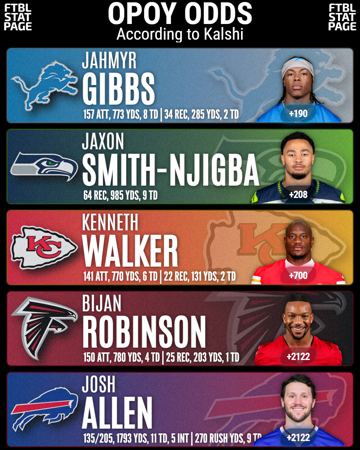 FTBL
STAT
PAGE
OPOY ODDS
According to Kalshi
FTBL
STAT
PAGE
JAHMYR
GIBBS
157 ATT, 773 YDS, 8 TD | 34 REC, 285 YDS, 2 TD
+190
JAXON
SMITH-NJIGBA
64 REC, 985 YDS, 9 TD
+208
KENNETH
WALKER
141 ATT, 770 YDS, 6 TD | 22 REC, 131 YDS, 2 TD
+700
BIJAN
ROBINSON
150 ATT, 780 YDS, 4 TD | 25 REC, 203 YDS, 1 TD
+2122
JOSH
ALLEN
135/205, 1793 YDS, 11 TD, 5 INT | 270 RUSH YDS, 9 TD
+2122